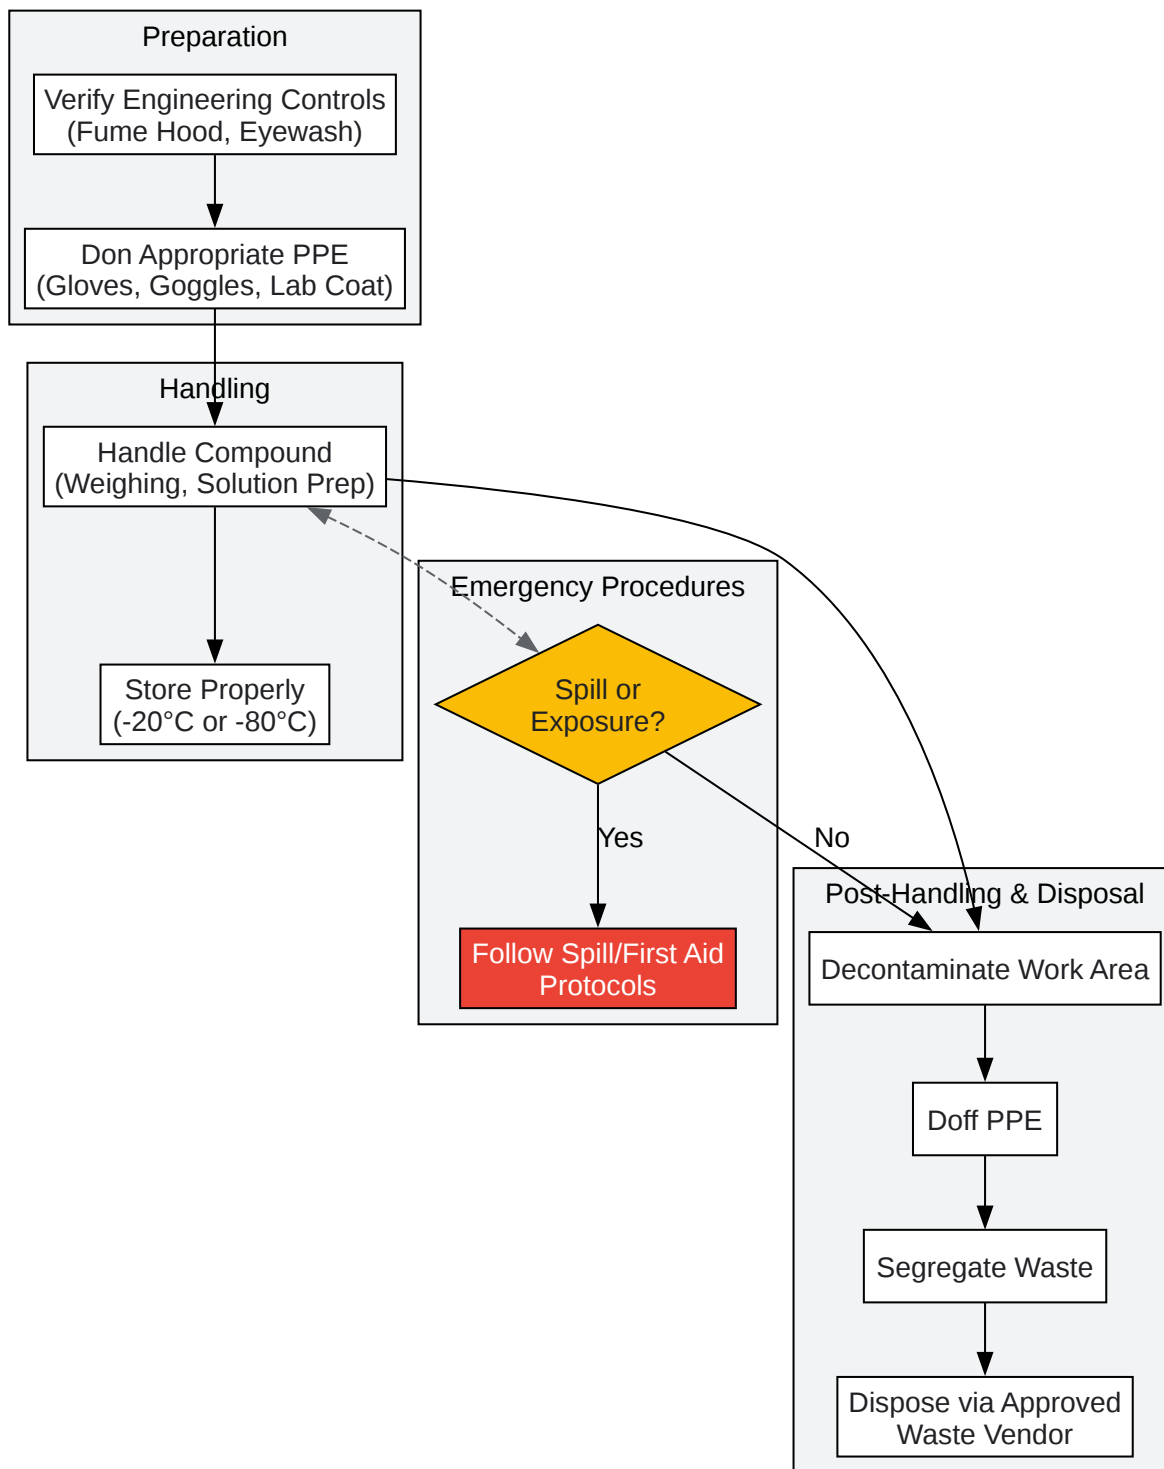 Preparation
Verify Engineering Controls
(Fume Hood, Eyewash)
Don Appropriate PPE
(Gloves, Goggles, Lab Coat)
Handling
Handle Compound
(Weighing, Solution Prep)
Store Properly
(-20°C or -80°C)
Emergency Procedures
Spill or
Exposure?
Yes
No
Follow Spill/First Aid
Protocols
Post-Handling & Disposal
Decontaminate Work Area
Doff PPE
Segregate Waste
Dispose via Approved
Waste Vendor